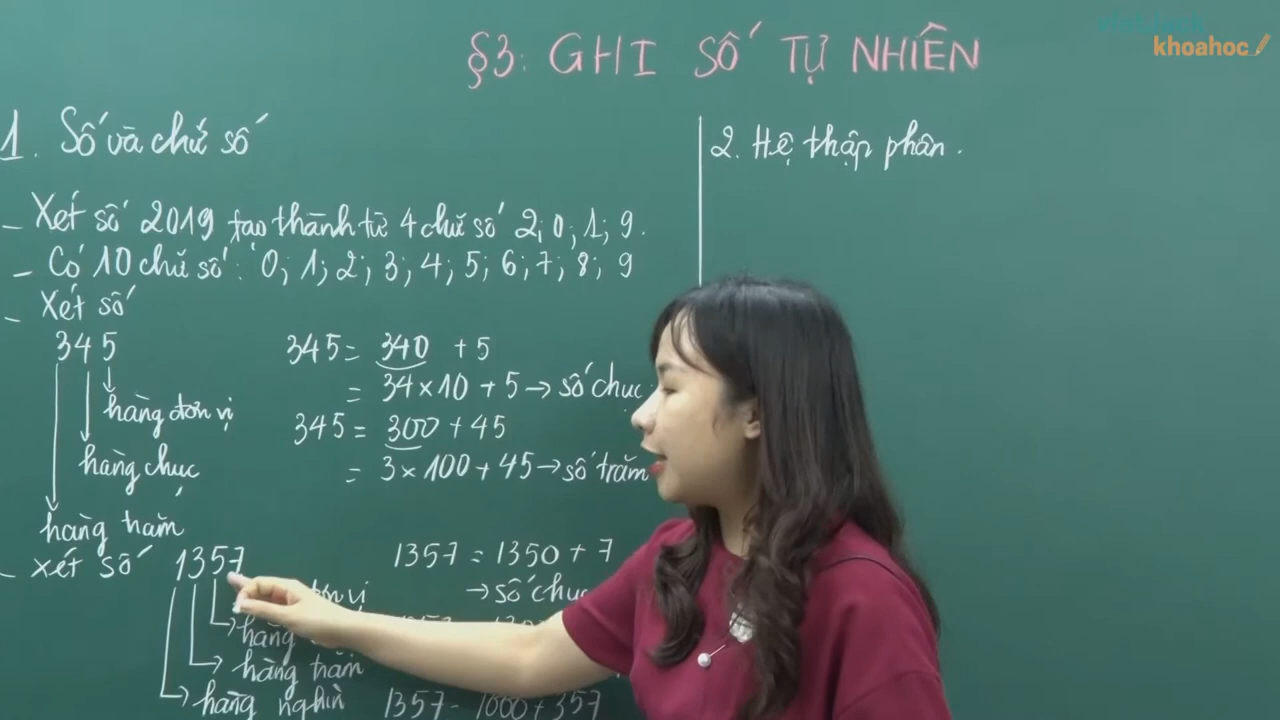 khoahoc
§3: GHI SỐ TỰ NHIÊN
1. Số và chữ số
- Xét số 2019 tạo thành từ 4 chữ số 2; 0; 1; 9.
- Có 10 chữ số: 0; 1; 2; 3; 4; 5; 6; 7; 8; 9
- Xét số
345
hàng đơn vị
hàng chục
hàng trăm
345 = 340 + 5
= 34 × 10 + 5 → số chục
345 = 300 + 45
= 3 × 100 + 45 → số trăm
- xét số 1357
đơn vị
hàng
hàng trăm
hàng nghìn
1357 = 1350 + 7
→ số chục
1357 = 1000 + 357
2. Hệ thập phân.